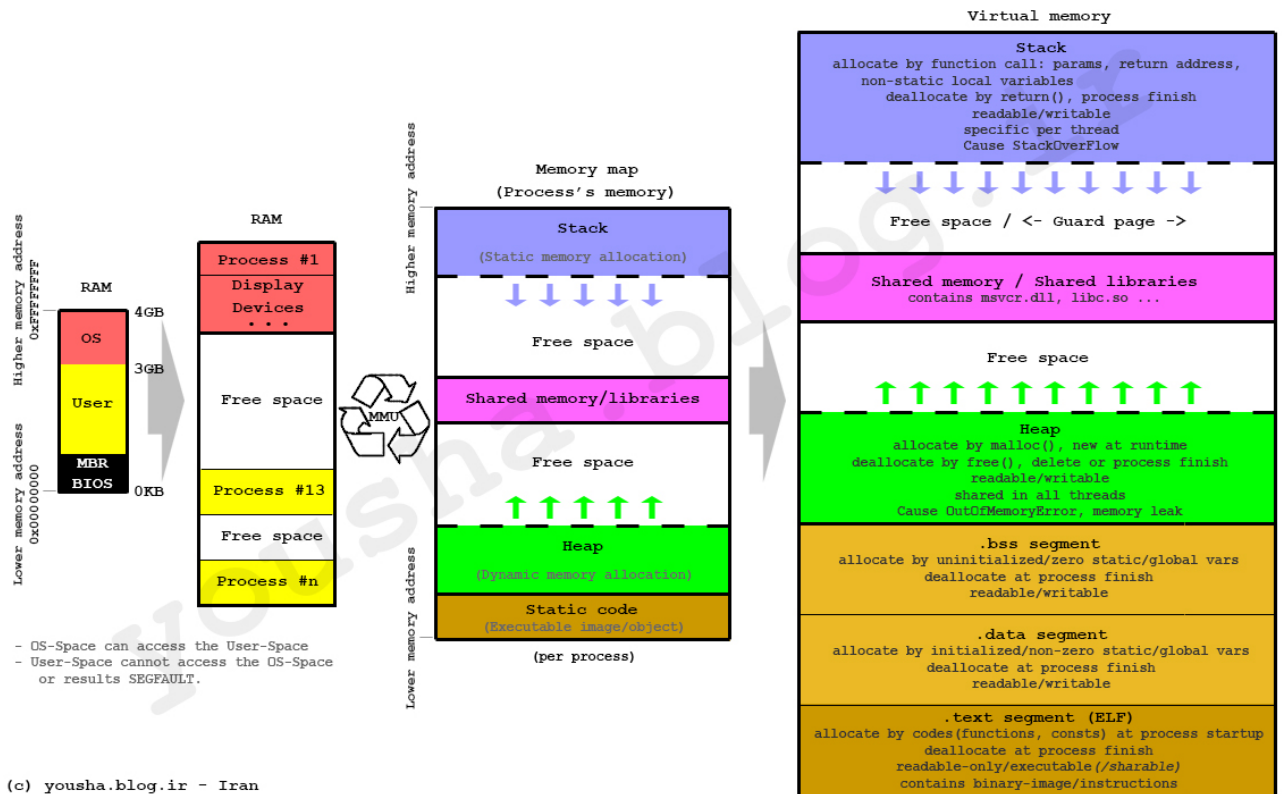 RAM
Higher memory address
0xFFFFFFFF
Lower memory address
0x00000000
OS
User
MBR
BIOS
4GB
3GB
0KB
- OS-Space can access the User-Space
- User-Space cannot access the OS-Space
or results SEGFAULT.
(c) yousha.blog.ir - Iran
RAM
Process #1
Display
Devices
. . .
Free space
Process #13
Free space
Process #n
MMU
Higher memory address
Lower memory address
Memory map
(Process's memory)
Stack
(Static memory allocation)
Free space
Shared memory/libraries
Free space
Heap
(Dynamic memory allocation)
Static code
(Executable image/object)
(per process)
Virtual memory
Stack
allocate by function call: params, return address,
non-static local variables
deallocate by return(), process finish
readable/writable
specific per thread
Cause StackOverFlow
Free space / <- Guard page ->
Shared memory / Shared libraries
contains msvcr.dll, libc.so ...
Free space
Heap
allocate by malloc(), new at runtime
deallocate by free(), delete or process finish
readable/writable
shared in all threads
Cause OutOfMemoryError, memory leak
.bss segment
allocate by uninitialized/zero static/global vars
deallocate at process finish
readable/writable
.data segment
allocate by initialized/non-zero static/global vars
deallocate at process finish
readable/writable
.text segment (ELF)
allocate by codes(functions, consts) at process startup
deallocate at process finish
readable-only/executable(/sharable)
contains binary-image/instructions
yousha.blog.ir